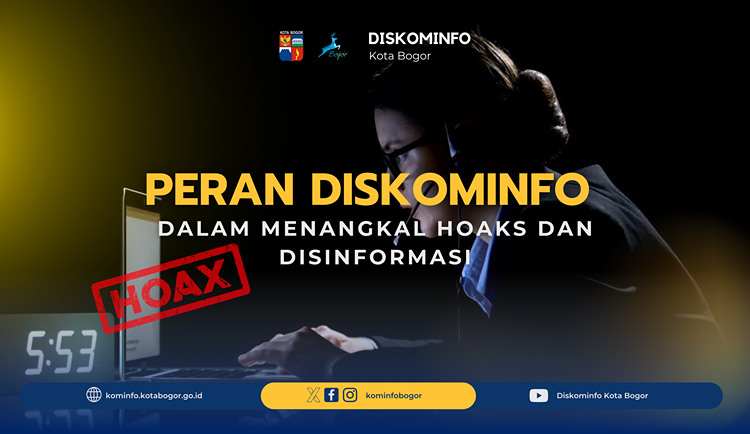 KOTA BOGOR
Bogor
DISKOMINFO
Kota Bogor
PERAN DISKOMINFO
DALAM MENANGKAL HOAKS DAN
DISINFORMASI
HOAX
5:53
kominfo.kotabogor.go.id
kominfobogor
Diskominfo Kota Bogor